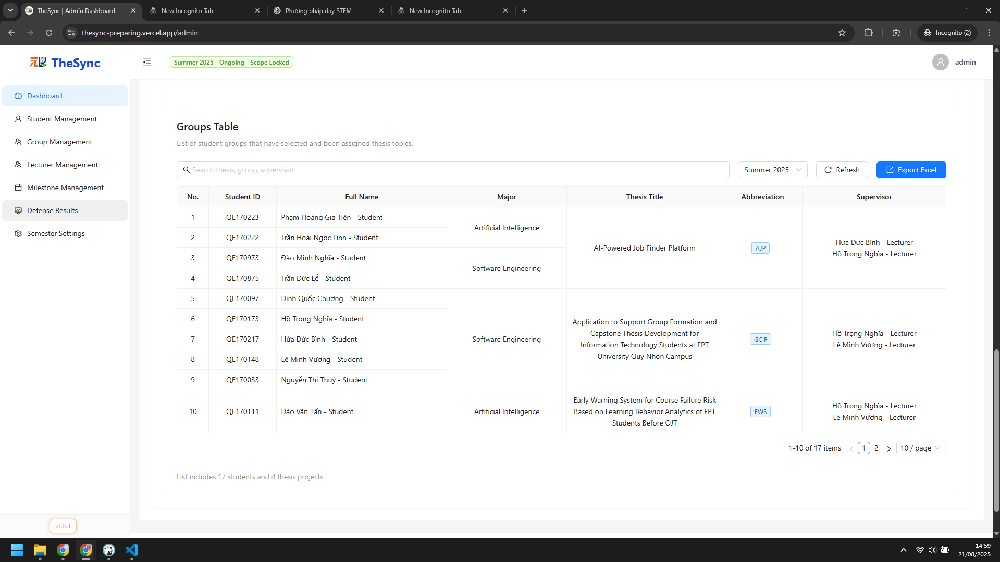 TheSync | Admin Dashboard
New Incognito Tab
Phương pháp dạy STEM
New Incognito Tab
thesync-preparing.vercel.app/admin
Incognito (2)
TheSync
Summer 2025 - Ongoing - Scope Locked
admin
Dashboard
Student Management
Group Management
Lecturer Management
Milestone Management
Defense Results
Semester Settings
v1.0.3
Groups Table
List of student groups that have selected and been assigned thesis topics.
Search thesis, group, supervisor
Summer 2025
Refresh
Export Excel
No. Student ID Full Name Major Thesis Title Abbreviation Supervisor
1 QE170223 Phạm Hoàng Gia Tiên - Student
2 QE170222 Trần Hoài Ngọc Linh - Student
Artificial Intelligence
3 QE170973 Đào Minh Nghĩa - Student
4 QE170875 Trần Đức Lễ - Student
Software Engineering
AI-Powered Job Finder Platform
AJP
Hứa Đức Bình - Lecturer
Hồ Trọng Nghĩa - Lecturer
5 QE170097 Đinh Quốc Chương - Student
6 QE170173 Hồ Trọng Nghĩa - Student
7 QE170217 Hứa Đức Bình - Student
8 QE170148 Lê Minh Vương - Student
9 QE170033 Nguyễn Thị Thuý - Student
Software Engineering
Application to Support Group Formation and
Capstone Thesis Development for
Information Technology Students at FPT
University Quy Nhon Campus
GCIF
Hồ Trọng Nghĩa - Lecturer
Lê Minh Vương - Lecturer
10 QE170111 Đào Văn Tấn - Student
Artificial Intelligence
Early Warning System for Course Failure Risk
Based on Learning Behavior Analytics of FPT
Students Before OJT
EWS
Hồ Trọng Nghĩa - Lecturer
Lê Minh Vương - Lecturer
1-10 of 17 items
1 2
10 / page
List includes 17 students and 4 thesis projects
14:59
21/08/2025